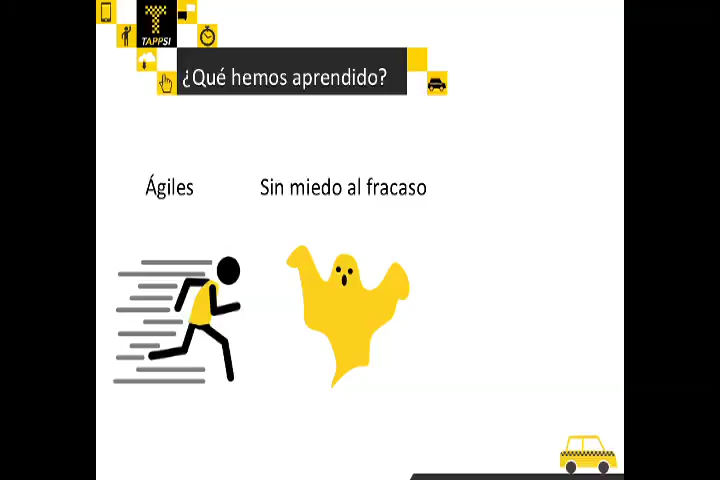 TAPPSI
¿Qué hemos aprendido?
Ágiles
Sin miedo al fracaso